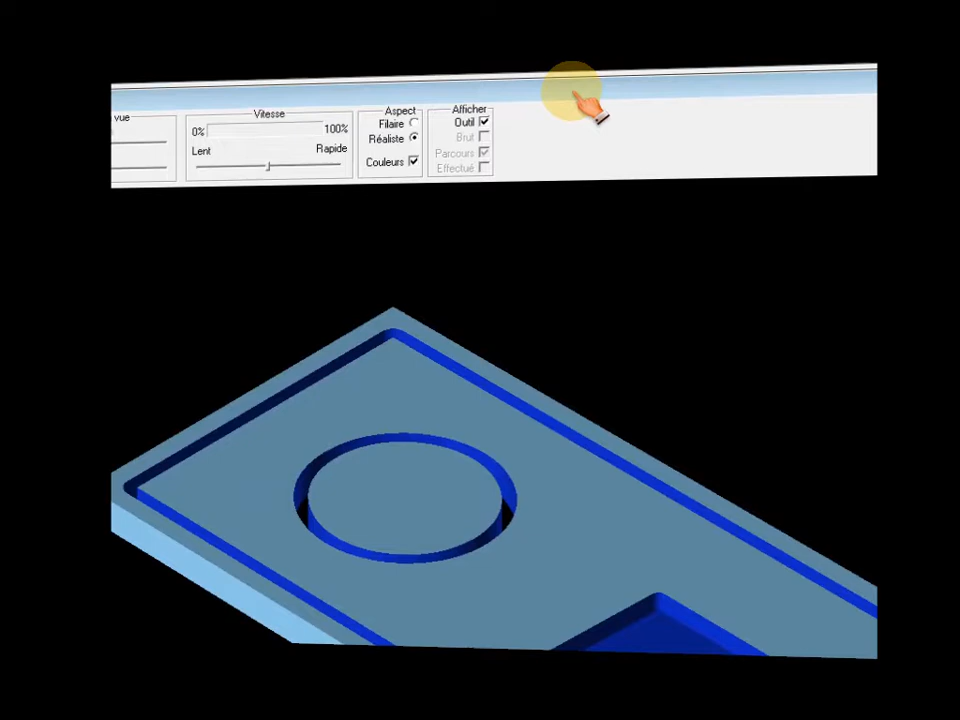 vue
Vitesse
0%
100%
Lent
Rapide
Aspect
Filaire
Réaliste
Couleurs
Afficher
Outil
Brut
Parcours
Effectué